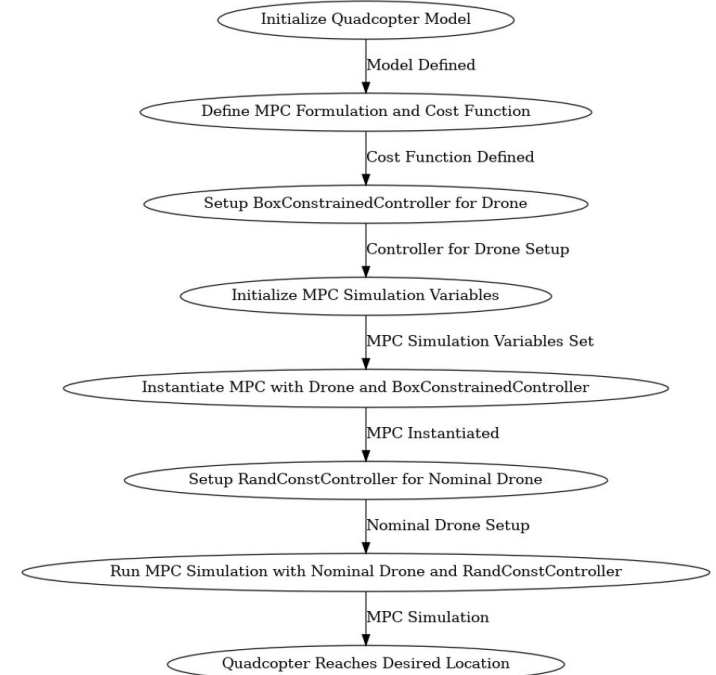 Initialize Quadcopter Model
Model Defined
Define MPC Formulation and Cost Function
Cost Function Defined
Setup BoxConstrainedController for Drone
Controller for Drone Setup
Initialize MPC Simulation Variables
MPC Simulation Variables Set
Instantiate MPC with Drone and BoxConstrainedController
MPC Instantiated
Setup RandConstController for Nominal Drone
Nominal Drone Setup
Run MPC Simulation with Nominal Drone and RandConstController
MPC Simulation
Quadcopter Reaches Desired Location